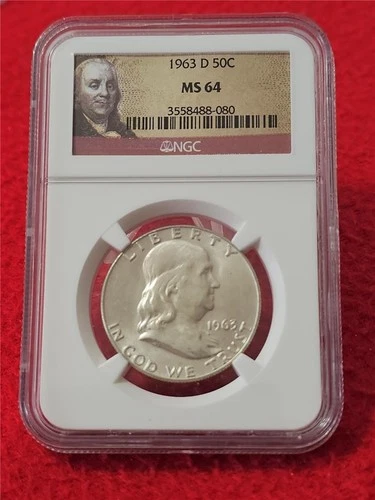 1963 D 50C
MS 64
3558488-080
NGC
LIBERTY
1963
IN GOD WE TRUST